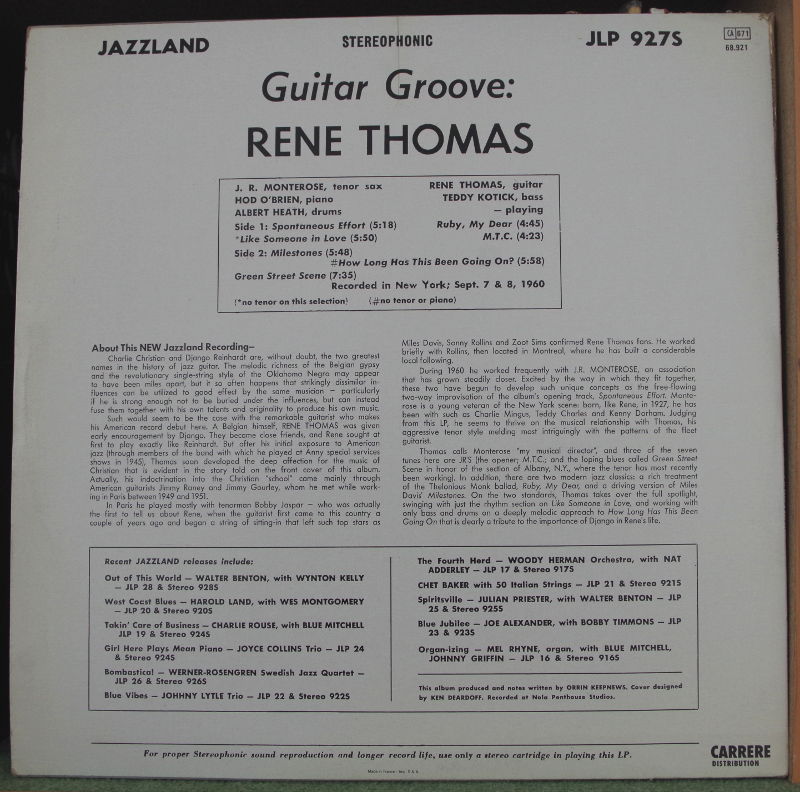 JAZZLAND
STEREOPHONIC
JLP 927S
CA 671
68.921
Guitar Groove:
RENE THOMAS
J. R. MONTEROSE, tenor sax
HOD O'BRIEN, piano
ALBERT HEATH, drums
RENE THOMAS, guitar
TEDDY KOTICK, bass
— playing
Side 1: Spontaneous Effort (5:18)
Ruby, My Dear (4:45)
*Like Someone in Love (5:50)
M.T.C. (4:23)
Side 2: Milestones (5:48)
#How Long Has This Been Going On? (5:58)
Green Street Scene (7:35)
Recorded in New York; Sept. 7 & 8, 1960
(*no tenor on this selection) (#no tenor or piano)
About This NEW Jazzland Recording—
Charlie Christian and Django Reinhardt are, without doubt, the two greatest
names in the history of jazz guitar. The melodic richness of the Belgian gypsy
and the revolutionary single-string style of the Oklahoma Negro may appear
to have been miles apart, but it so often happens that strikingly dissimilar in-
fluences can be utilized to good effect by the same musician — particularly
if he is strong enough not to be buried under the influences, but can instead
fuse them together with his own talents and originality to produce his own music.
Such would seem to be the case with the remarkable guitarist who makes
his American record debut here. A Belgian himself, RENE THOMAS was given
early encouragement by Django. They became close friends, and Rene sought at
first to play exactly like Reinhardt. But after his initial exposure to American
jazz (through members of the band with which he played at Army special services
shows in 1945), Thomas soon developed the deep affection for the music of
Christian that is evident in the story told on the front cover of this album.
Actually, his indoctrination into the Christian "school" came mainly through
American guitarists Jimmy Raney and Jimmy Gourley, whom he met while work-
ing in Paris between 1949 and 1951.
In Paris he played mostly with tenorman Bobby Jaspar — who was actually
the first to tell us about Rene, when the guitarist first came to this country a
couple of years ago and began a string of sitting-in that left such top stars as
Miles Davis, Sonny Rollins and Zoot Sims confirmed Rene Thomas fans. He worked
briefly with Rollins, then located in Montreal, where he has built a considerable
local following.
During 1960 he worked frequently with J.R. MONTEROSE, an association
that has grown steadily closer. Excited by the way in which they fit together,
these two have begun to develop such unique concepts as the free-flowing
two-way improvisation of the album's opening track, Spontaneous Effort. Monte-
rose is a young veteran of the New York scene: born, like Rene, in 1927, he has
been with such as Charlie Mingus, Teddy Charles and Kenny Dorham. Judging
from this LP, he seems to thrive on the musical relationship with Thomas, his
aggressive tenor style melding most intriguingly with the patterns of the fleet
guitarist.
Thomas calls Monterose "my musical director", and three of the seven
tunes here are JR'S (the opener; M.T.C.; and the loping blues called Green Street
Scene in honor of the section of Albany, N.Y., where the tenor has most recently
been working). In addition, there are two modern jazz classics: a rich treatment
of the Thelonious Monk ballad, Ruby, My Dear, and a driving version of Miles
Davis' Milestones. On the two standards, Thomas takes over the full spotlight,
swinging with just the rhythm section on Like Someone in Love, and working with
only bass and drums on a deeply melodic approach to How Long Has This Been
Going On that is clearly a tribute to the importance of Django in Rene's life.
Recent JAZZLAND releases include:
Out of This World — WALTER BENTON, with WYNTON KELLY
— JLP 28 & Stereo 928S
West Coast Blues — HAROLD LAND, with WES MONTGOMERY
— JLP 20 & Stereo 920S
Takin' Care of Business — CHARLIE ROUSE, with BLUE MITCHELL
JLP 19 & Stereo 924S
Girl Here Plays Mean Piano — JOYCE COLLINS Trio — JLP 24
& Stereo 924S
Bombastica! — WERNER-ROSENGREN Swedish Jazz Quartet —
JLP 26 & Stereo 926S
Blue Vibes — JOHNNY LYTLE Trio — JLP 22 & Stereo 922S
The Fourth Herd — WOODY HERMAN Orchestra, with NAT
ADDERLEY — JLP 17 & Stereo 917S
CHET BAKER with 50 Italian Strings — JLP 21 & Stereo 921S
Spiritsville — JULIAN PRIESTER, with WALTER BENTON — JLP
25 & Stereo 925S
Blue Jubilee — JOE ALEXANDER, with BOBBY TIMMONS — JLP
23 & 923S
Organ-izing — MEL RHYNE, organ, with BLUE MITCHELL,
JOHNNY GRIFFIN — JLP 16 & Stereo 916S
This album produced and notes written by ORRIN KEEPNEWS. Cover designed
by KEN DEARDOFF. Recorded at Nola Penthouse Studios.
For proper Stereophonic sound reproduction and longer record life, use only a stereo cartridge in playing this LP.
Made in France
CARRERE
DISTRIBUTION